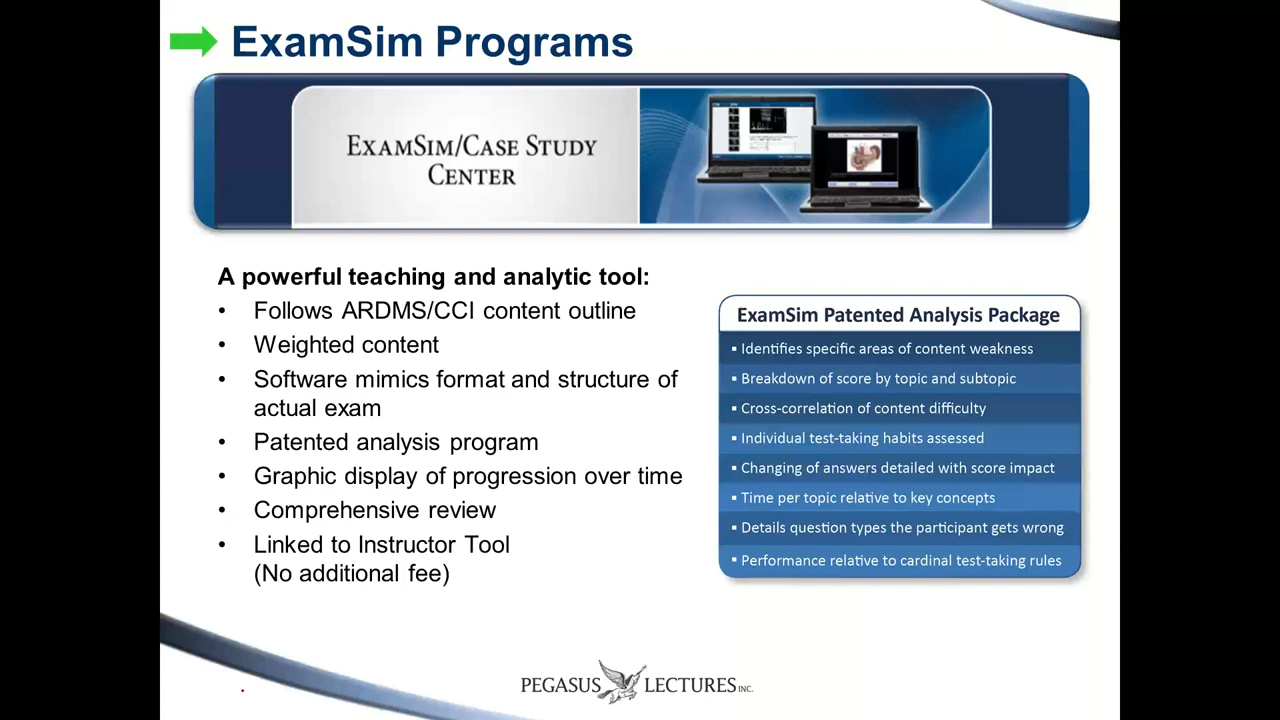 ExamSim Programs
EXAMSIM/CASE STUDY
CENTER
A powerful teaching and analytic tool:
• Follows ARDMS/CCI content outline
• Weighted content
• Software mimics format and structure of
actual exam
• Patented analysis program
• Graphic display of progression over time
• Comprehensive review
• Linked to Instructor Tool
(No additional fee)
ExamSim Patented Analysis Package
▪ Identifies specific areas of content weakness
▪ Breakdown of score by topic and subtopic
▪ Cross-correlation of content difficulty
▪ Individual test-taking habits assessed
▪ Changing of answers detailed with score impact
▪ Time per topic relative to key concepts
▪ Details question types the participant gets wrong
▪ Performance relative to cardinal test-taking rules
PEGASUS LECTURES INC.